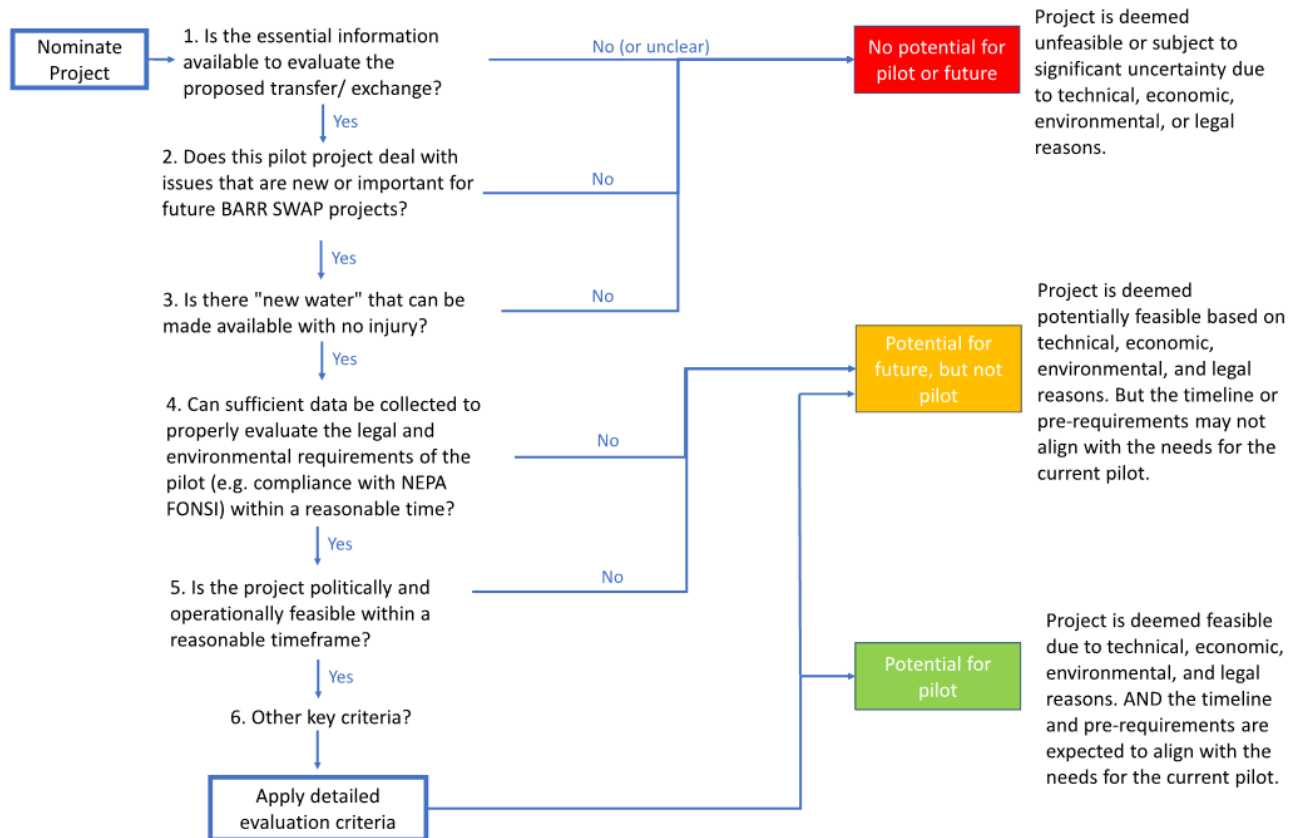 Nominate
Project
1. Is the essential information
available to evaluate the
proposed transfer/ exchange?
No (or unclear)
No potential for
pilot or future
Project is deemed
unfeasible or subject to
significant uncertainty due
to technical, economic,
environmental, or legal
reasons.
Yes
2. Does this pilot project deal with
issues that are new or important for
future BARR SWAP projects?
No
Yes
3. Is there "new water" that can be
made available with no injury?
No
Yes
Potential for
future, but not
pilot
Project is deemed
potentially feasible based on
technical, economic,
environmental, and legal
reasons. But the timeline or
pre-requirements may not
align with the needs for the
current pilot.
4. Can sufficient data be collected to
properly evaluate the legal and
environmental requirements of the
pilot (e.g. compliance with NEPA
FONSI) within a reasonable time?
No
Yes
5. Is the project politically and
operationally feasible within a
reasonable timeframe?
No
Yes
Potential for
pilot
Project is deemed feasible
due to technical, economic,
environmental, and legal
reasons. AND the timeline
and pre-requirements are
expected to align with the
needs for the current pilot.
6. Other key criteria?
Apply detailed
evaluation criteria